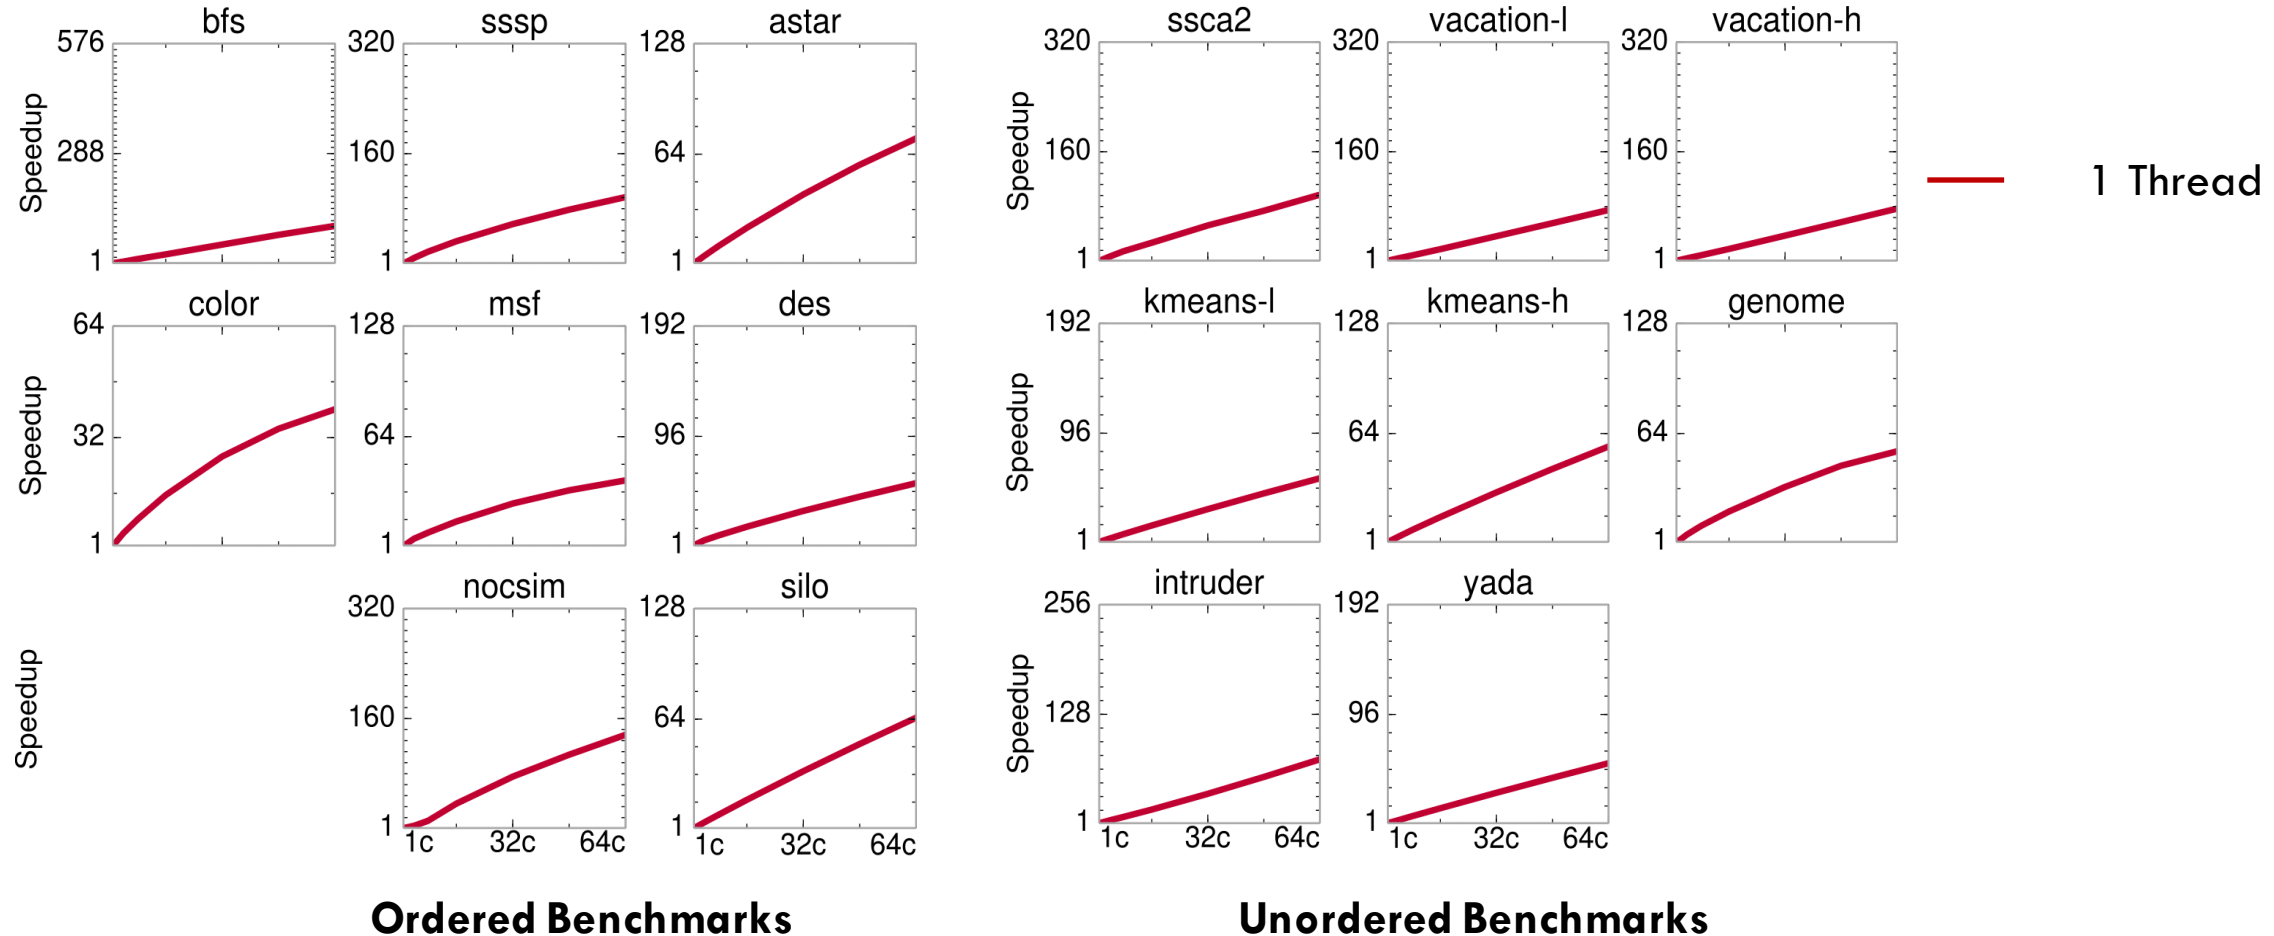 bfs sssp astar ssca2 vacation-l vacation-h
576 320 128 320 320 320
Speedup Speedup
288 160 64 160 160 160
1 Thread
1 1 1 1 1 1
color msf des kmeans-l kmeans-h genome
64 128 192 192 128 128
Speedup Speedup
32 64 96 96 64 64
1 1 1 1 1 1
nocsim silo intruder yada
320 128 256 192
Speedup Speedup
160 64 128 96
1 1 1 1
1c 32c 64c 1c 32c 64c 1c 32c 64c 1c 32c 64c
Ordered Benchmarks Unordered Benchmarks